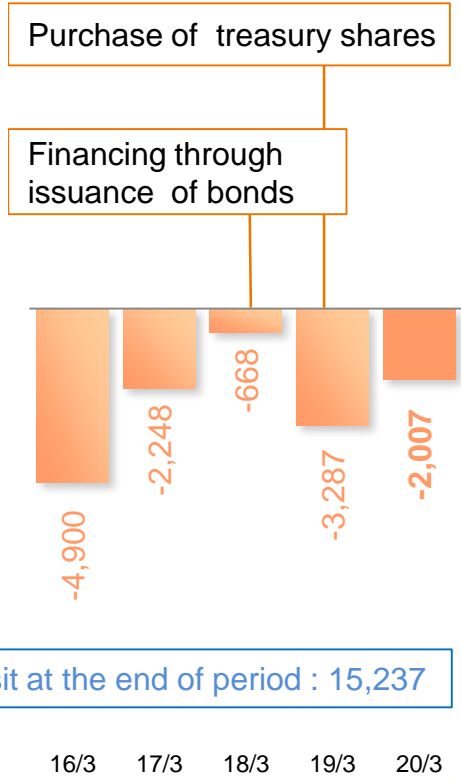 Purchase of treasury shares
Financing through
issuance of bonds
-4,900
-2,248
-668
-3,287
-2,007
sit at the end of period : 15,237
16/3 17/3 18/3 19/3 20/3